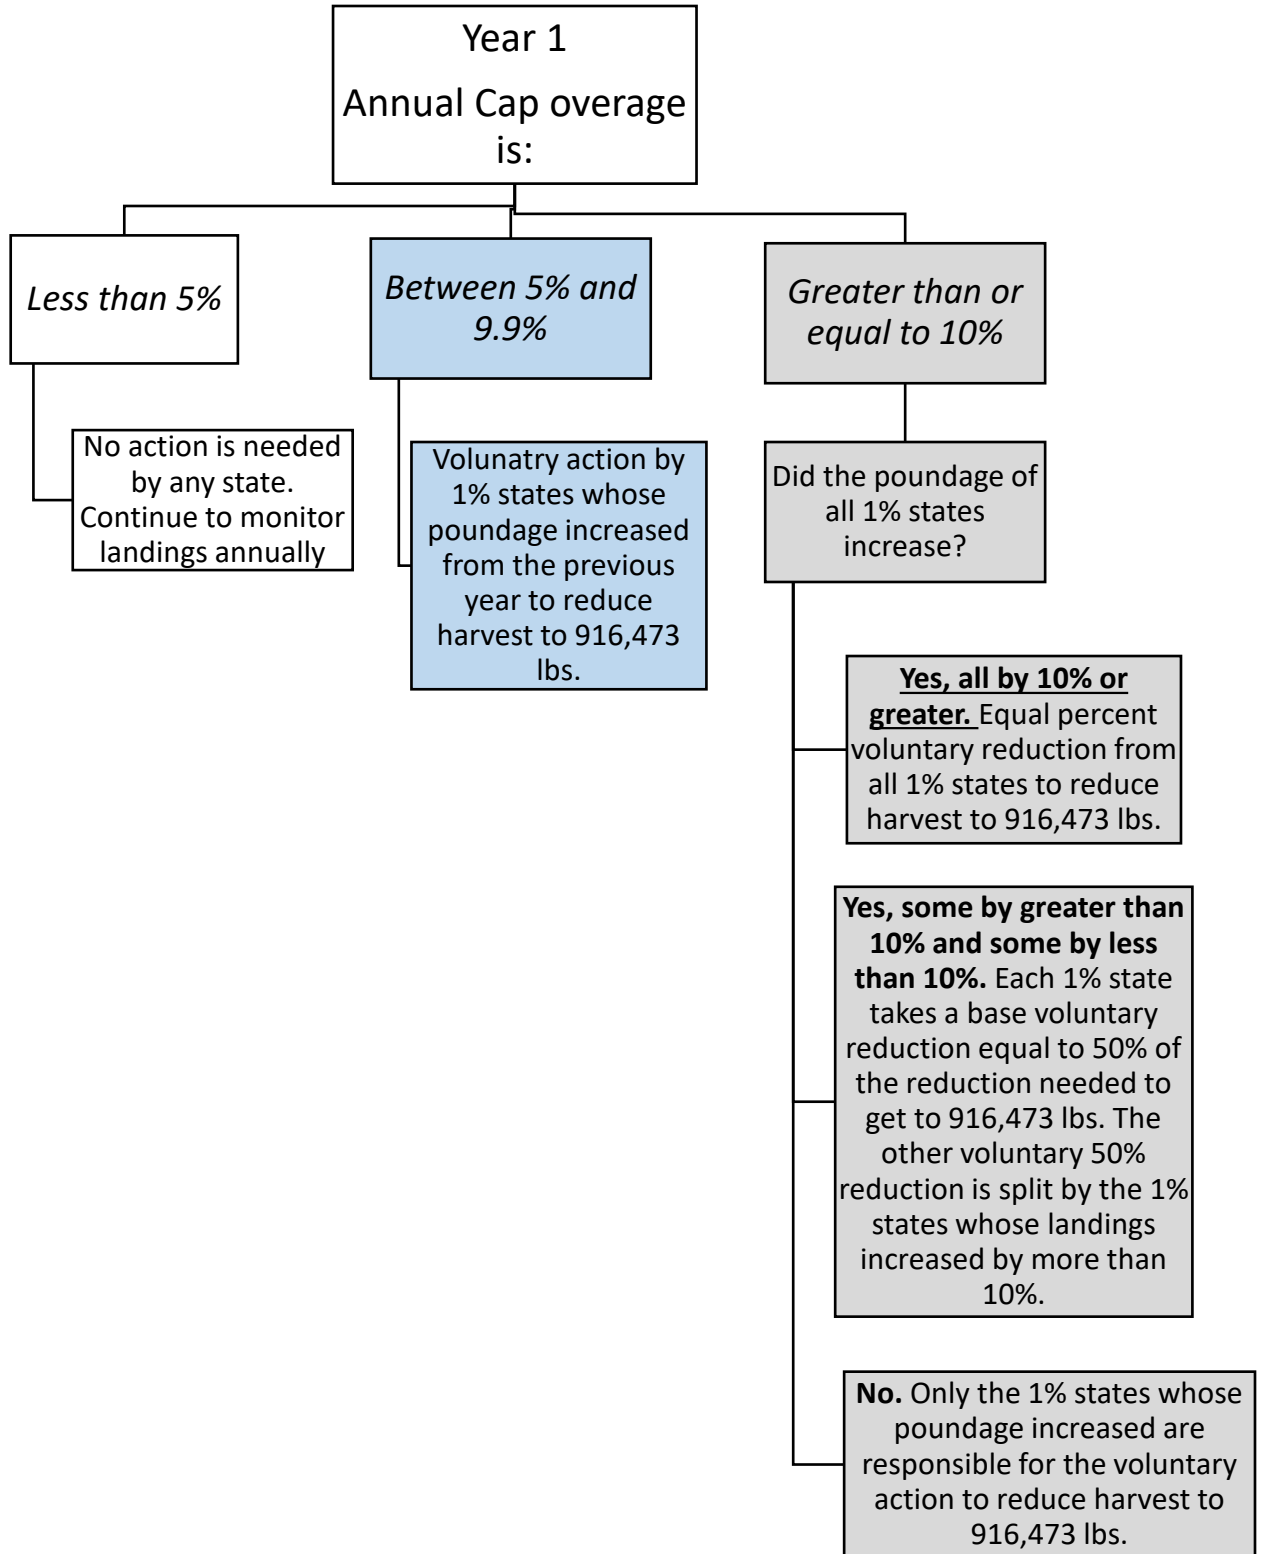 Year 1
Annual Cap overage
is:
Less than 5%
Between 5% and
9.9%
Greater than or
equal to 10%
No action is needed
by any state.
Continue to monitor
landings annually
Volunatry action by
1% states whose
poundage increased
from the previous
year to reduce
harvest to 916,473
lbs.
Did the poundage of
all 1% states
increase?
Yes, all by 10% or
greater. Equal percent
voluntary reduction from
all 1% states to reduce
harvest to 916,473 lbs.
Yes, some by greater than
10% and some by less
than 10%. Each 1% state
takes a base voluntary
reduction equal to 50% of
the reduction needed to
get to 916,473 lbs. The
other voluntary 50%
reduction is split by the 1%
states whose landings
increased by more than
10%.
No. Only the 1% states whose
poundage increased are
responsible for the voluntary
action to reduce harvest to
916,473 lbs.